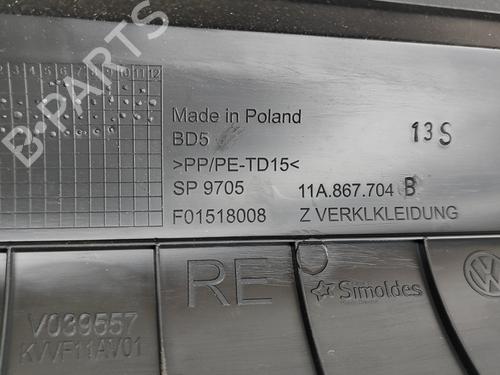 1 2 3 4 5 6 7 8 9 10 11 12
Made in Poland
BD5
>PP/PE-TD15<
SP 9705
11A.867.704 B
F01518008
Z VERKLKLEIDUNG
13S
V039557
KVVF11AV01
RE
Simoldes
B-PARTS